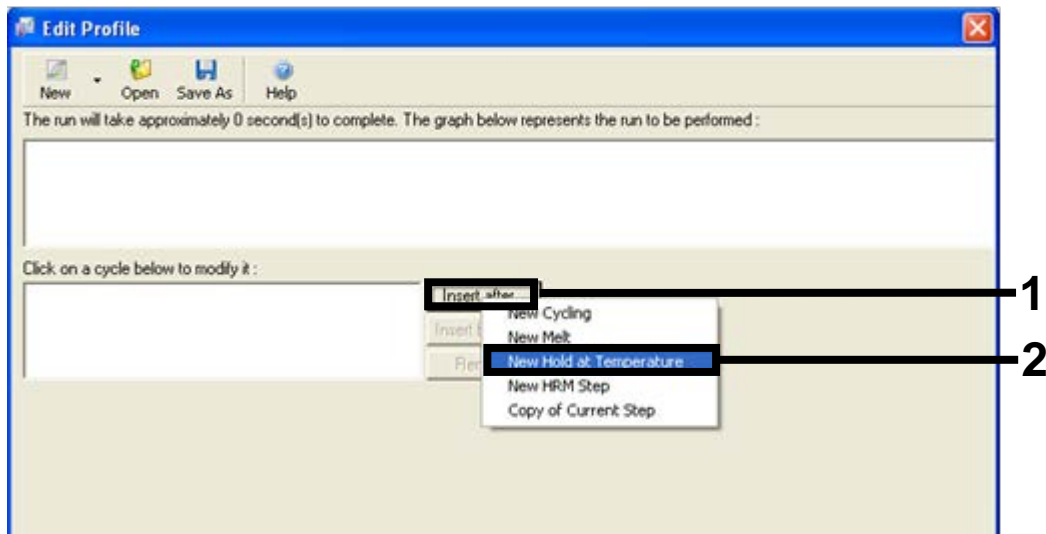 Edit Profile
New Open Save As Help
The run will take approximately 0 second(s) to complete. The graph below represents the run to be performed :
Click on a cycle below to modify it :
Insert after...
1
New Cycling
Insert
New Melt
New Hold at Temperature
2
New HRM Step
Copy of Current Step